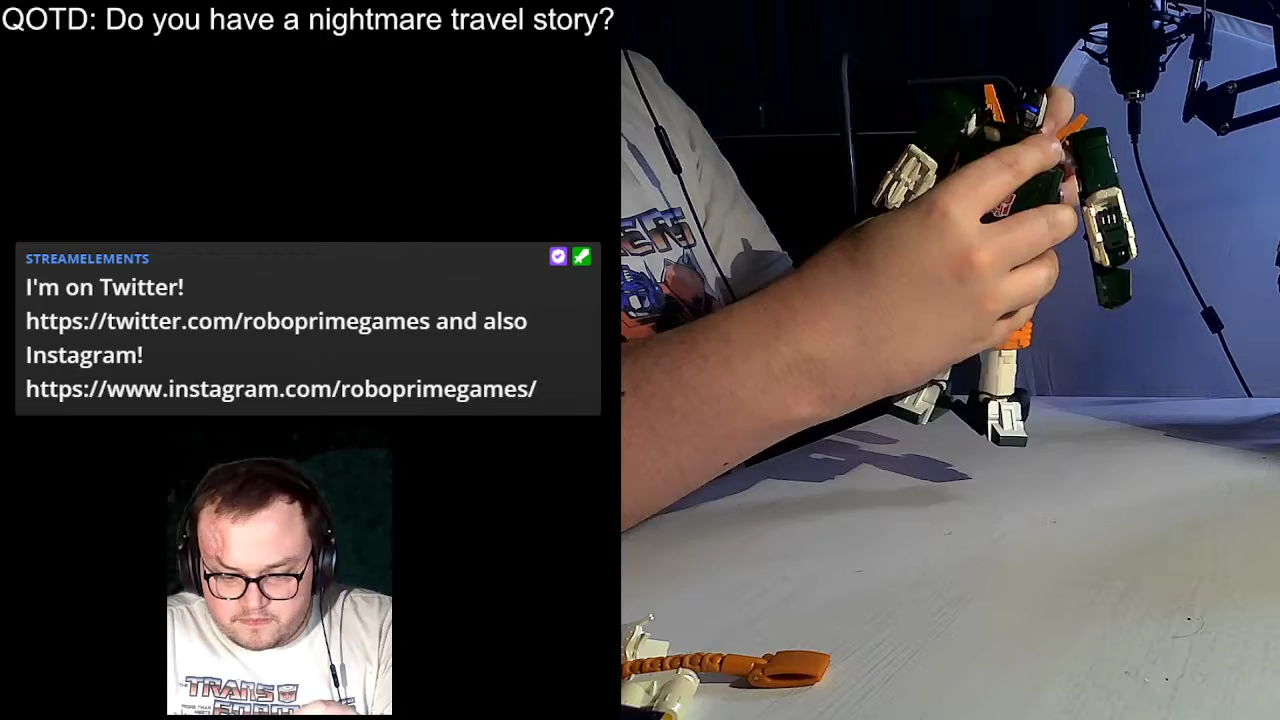 QOTD: Do you have a nightmare travel story?
STREAMELEMENTS
I'm on Twitter!
https://twitter.com/roboprimegames and also
Instagram!
https://www.instagram.com/roboprimegames/
TRANS